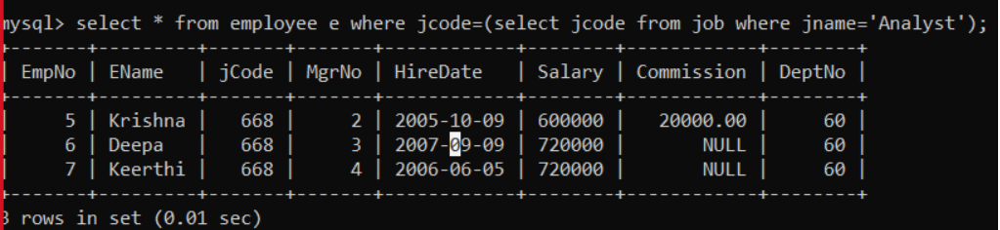 mysql> select * from employee e where jcode=(select jcode from job where jname='Analyst');
+-------+---------+-------+-------+------------+--------+------------+--------+
| EmpNo | EName   | jCode | MgrNo | HireDate   | Salary | Commission | DeptNo |
+-------+---------+-------+-------+------------+--------+------------+--------+
|     5 | Krishna |   668 |     2 | 2005-10-09 | 600000 |   20000.00 |     60 |
|     6 | Deepa   |   668 |     3 | 2007-09-09 | 720000 |       NULL |     60 |
|     7 | Keerthi |   668 |     4 | 2006-06-05 | 720000 |       NULL |     60 |
+-------+---------+-------+-------+------------+--------+------------+--------+
3 rows in set (0.01 sec)